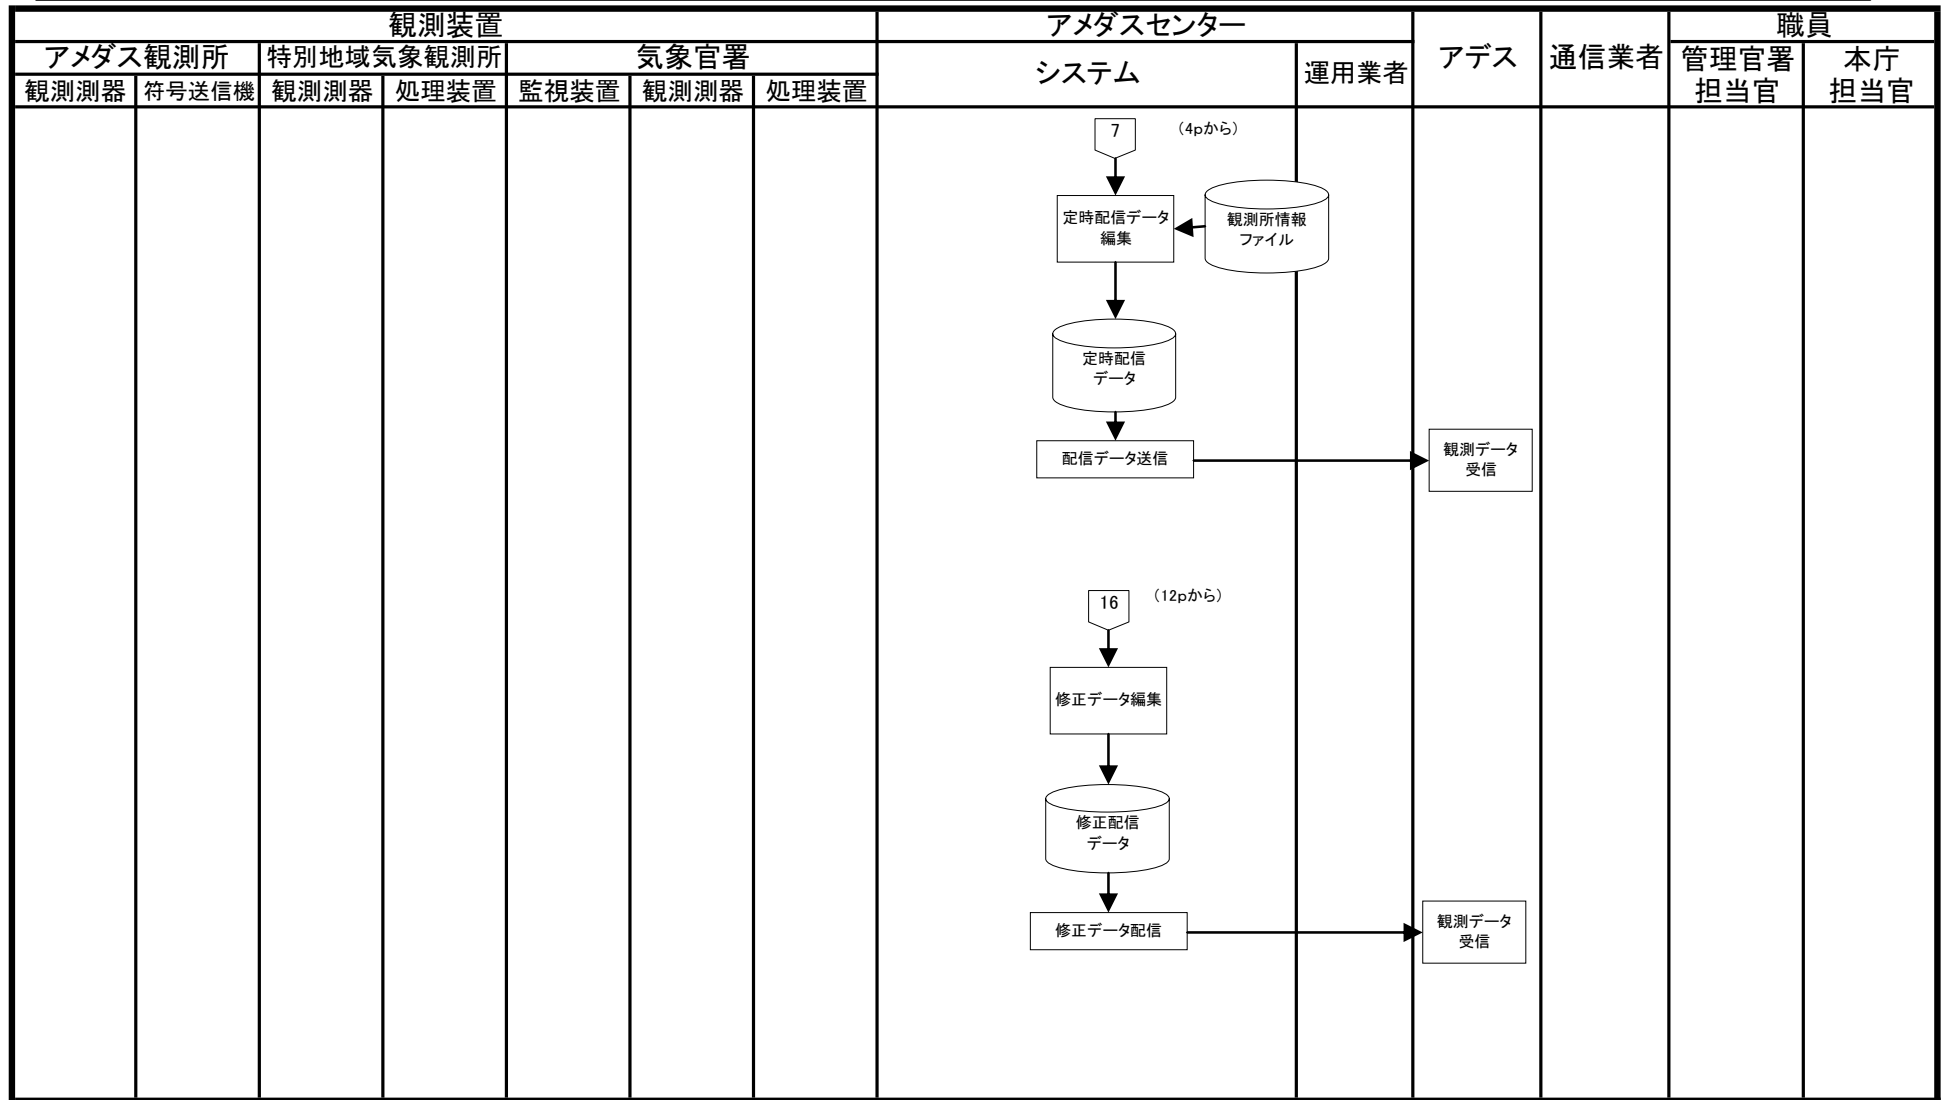 観測装置
アメダスセンター
職員
アメダス観測所
特別地域気象観測所
気象官署
システム
運用業者
アデス
通信業者
管理官署
担当官
本庁
担当官
観測測器
符号送信機
観測測器
処理装置
監視装置
観測測器
処理装置
7
（4pから）
定時配信データ
編集
観測所情報
ファイル
定時配信
データ
配信データ送信
観測データ
受信
16
（12pから）
修正データ編集
修正配信
データ
修正データ配信
観測データ
受信